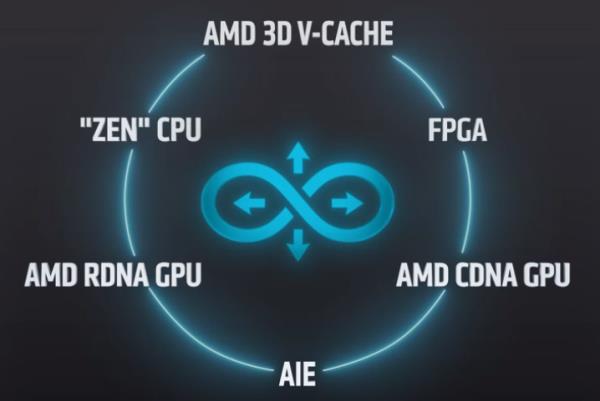 AMD 3D V-CACHE
"ZEN" CPU
FPGA
AMD RDNA GPU
AMD CDNA GPU
AIE